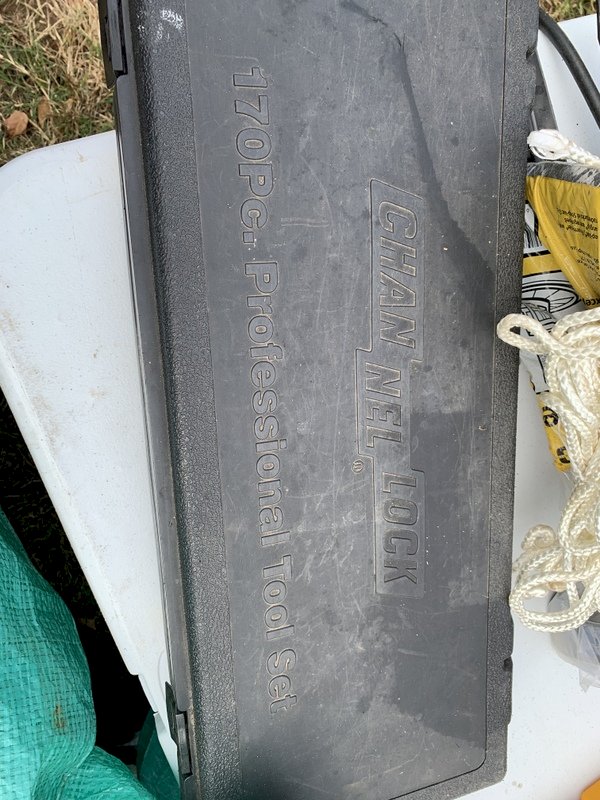 CHANNEL LOCK
®
170Pc. Professional Tool Set